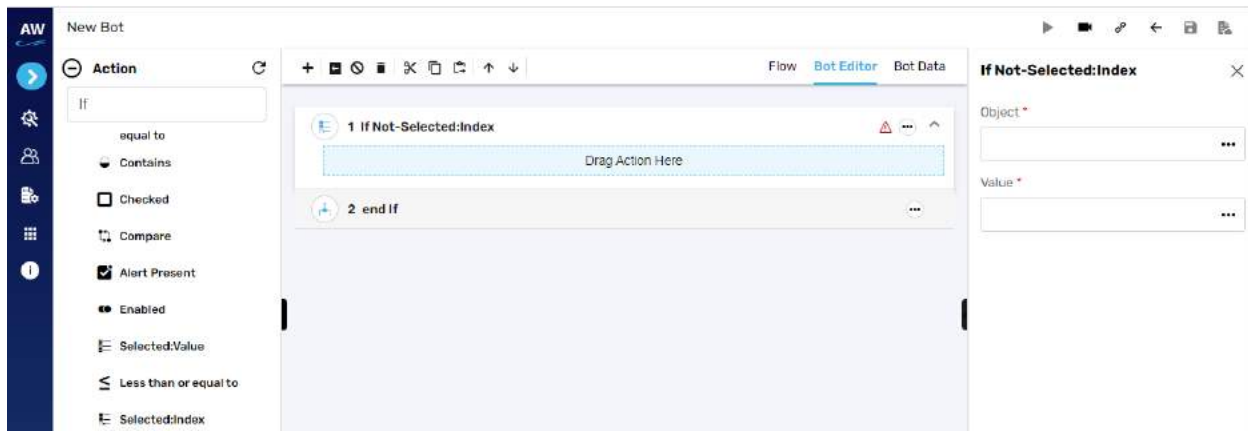 AW
New Bot
Action
If
equal to
Contains
Checked
Compare
Alert Present
Enabled
Selected:Value
Less than or equal to
Selected:Index
Flow
Bot Editor
Bot Data
1 If Not-Selected:Index
Drag Action Here
2 end If
If Not-Selected:Index
Object *
Value *